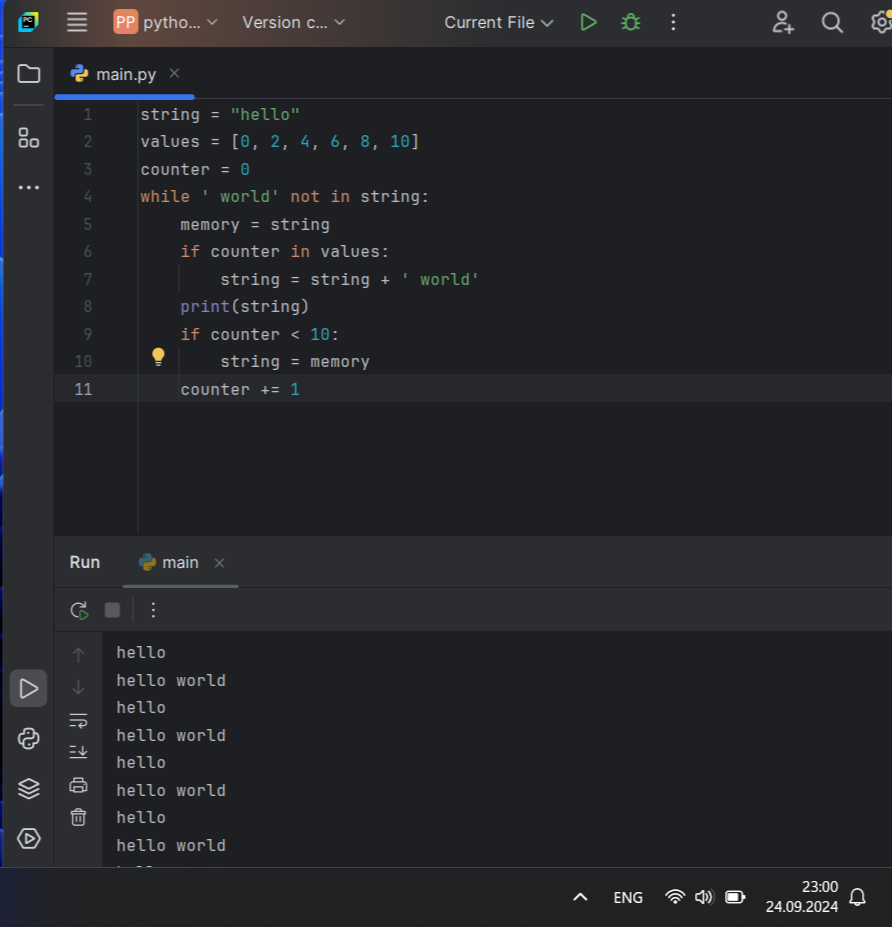 PC
PP pytho... Version c... Current File
main.py
1 string = "hello"
2 values = [0, 2, 4, 6, 8, 10]
3 counter = 0
4 while ' world' not in string:
5 memory = string
6 if counter in values:
7 string = string + ' world'
8 print(string)
9 if counter < 10:
10 string = memory
11 counter += 1
Run main
hello
hello world
hello
hello world
hello
hello world
hello
hello world
ENG
23:00
24.09.2024